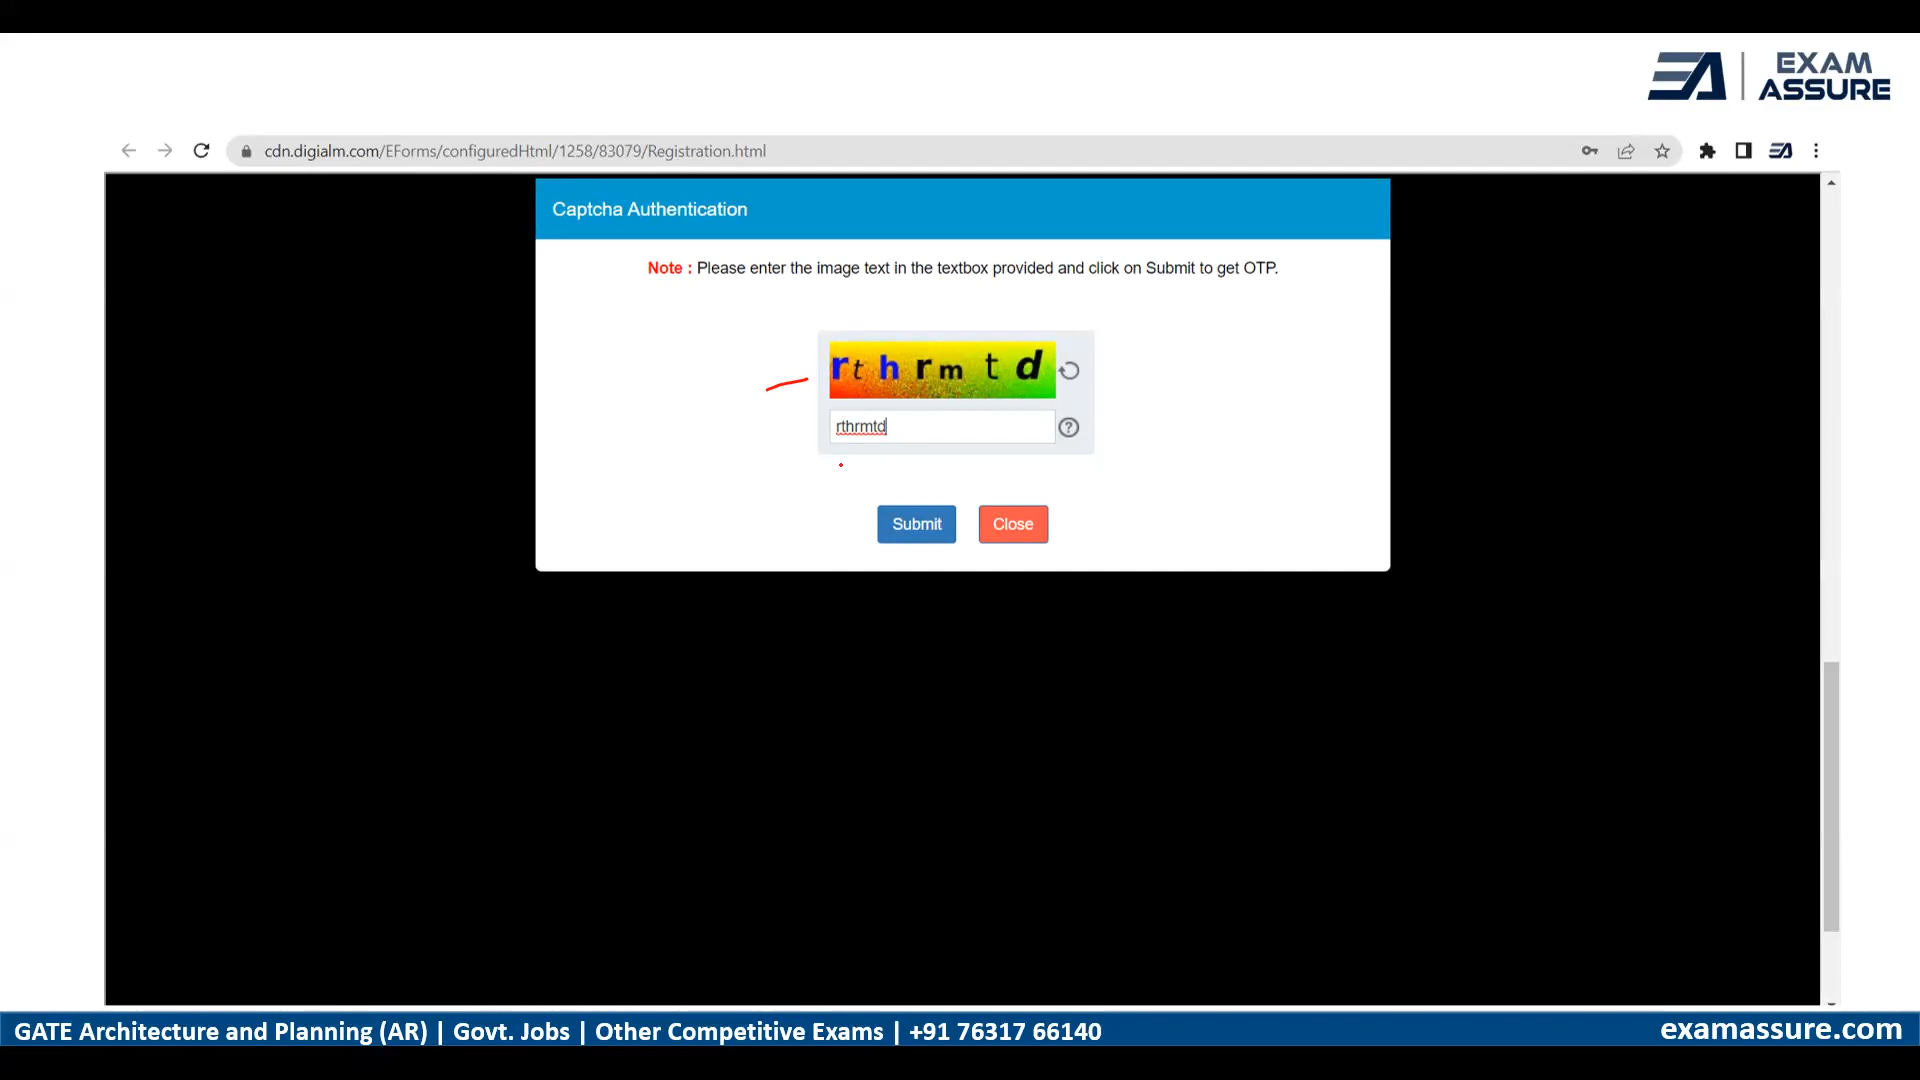 EXAM
ASSURE
cdn.digialm.com/EForms/configuredHtml/1258/83079/Registration.html
Captcha Authentication
Note : Please enter the image text in the textbox provided and click on Submit to get OTP.
r t h r m t d
rthrmtd
Submit Close
GATE Architecture and Planning (AR) | Govt. Jobs | Other Competitive Exams | +91 76317 66140
examassure.com